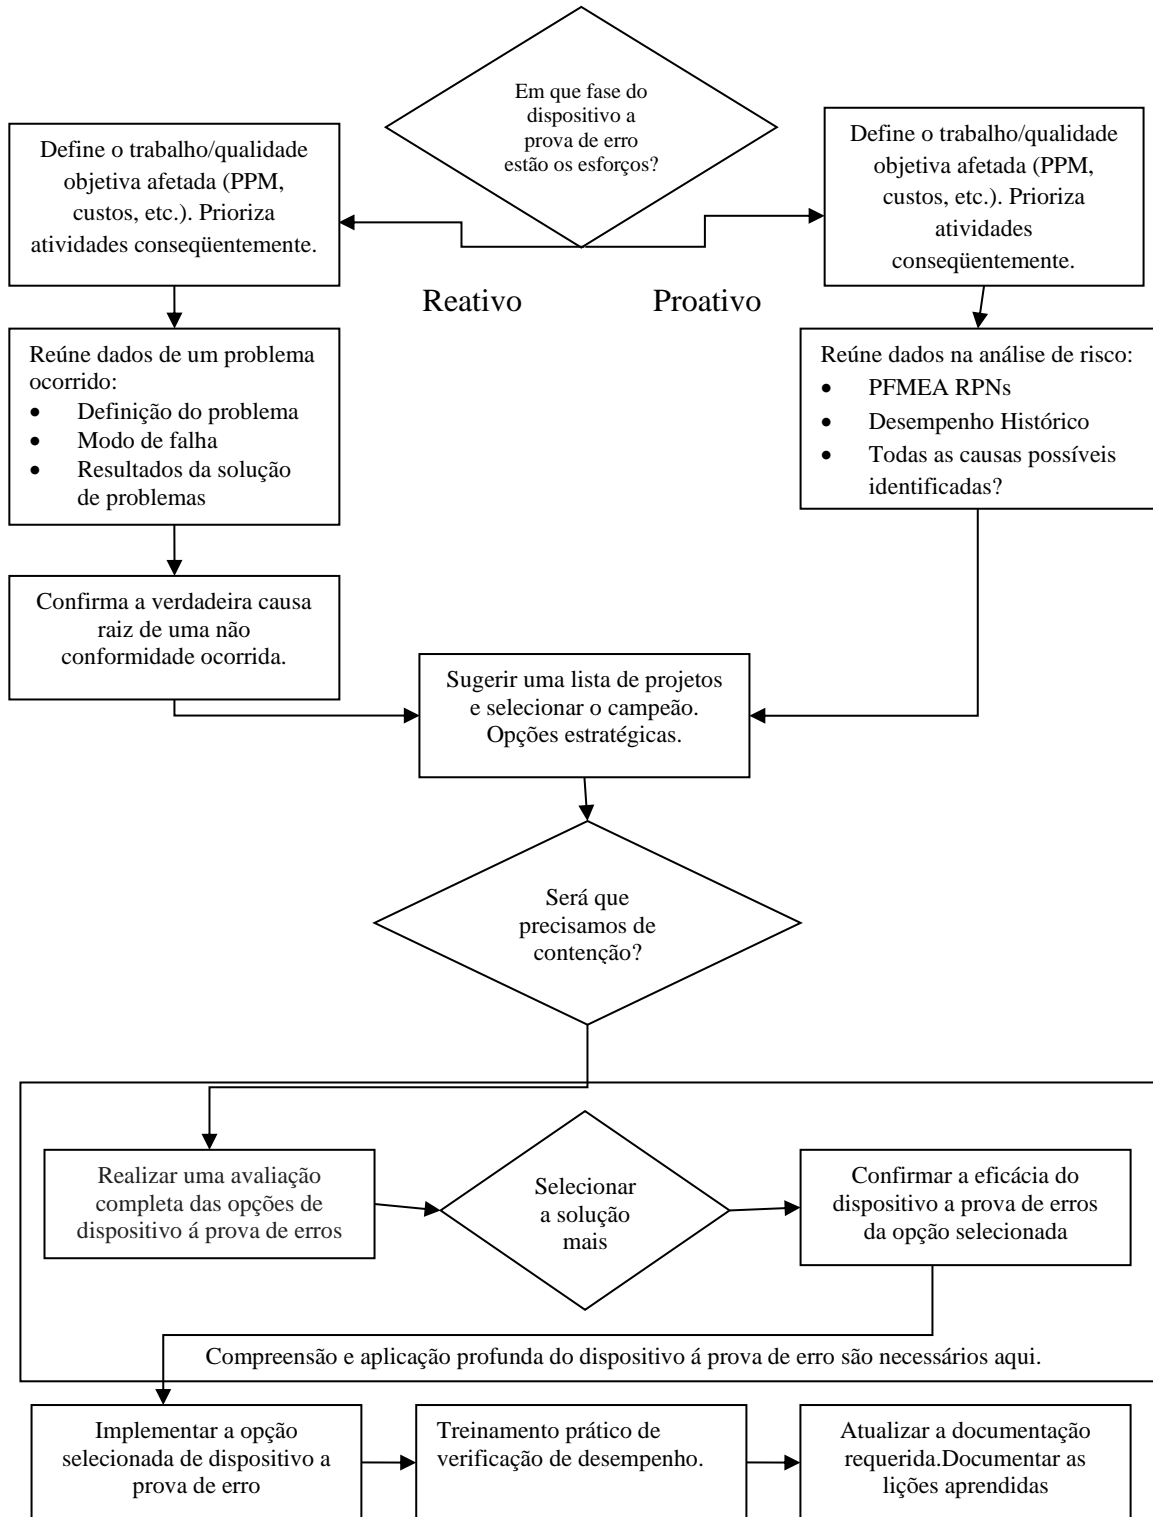 Em que fase do
dispositivo a
prova de erro
estão os esforços?
Define o trabalho/qualidade
objetiva afetada (PPM,
custos, etc.). Prioriza
atividades conseqüentemente.
Define o trabalho/qualidade
objetiva afetada (PPM,
custos, etc.). Prioriza
atividades
conseqüentemente.
Reativo
Proativo
Reúne dados de um problema
ocorrido:
• Definição do problema
• Modo de falha
• Resultados da solução
de problemas
Reúne dados na análise de risco:
• PFMEA RPNs
• Desempenho Histórico
• Todas as causas possíveis
identificadas?
Confirma a verdadeira causa
raiz de uma não
conformidade ocorrida.
Sugerir uma lista de projetos
e selecionar o campeão.
Opções estratégicas.
Será que
precisamos de
contenção?
Realizar uma avaliação
completa das opções de
dispositivo á prova de erros
Selecionar
a solução
mais
Confirmar a eficácia do
dispositivo a prova de erros
da opção selecionada
Compreensão e aplicação profunda do dispositivo á prova de erro são necessários aqui.
Implementar a opção
selecionada de dispositivo a
prova de erro
Treinamento prático de
verificação de desempenho.
Atualizar a documentação
requerida.Documentar as
lições aprendidas